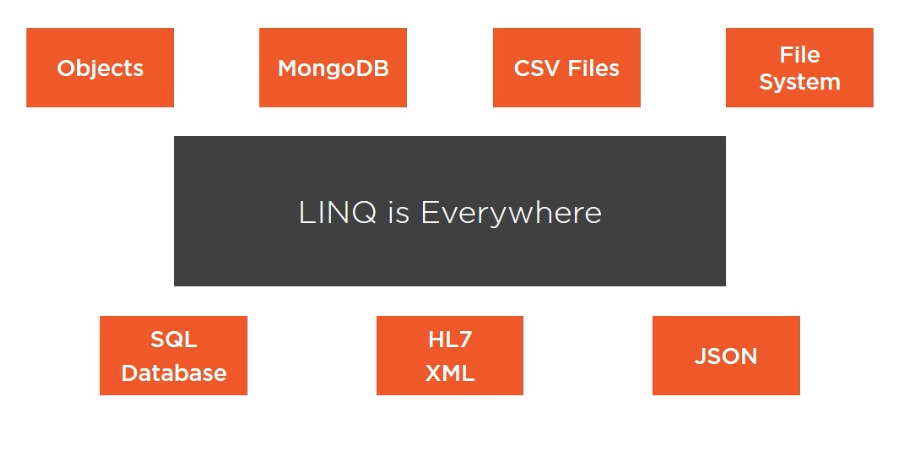 Objects
MongoDB
CSV Files
File
System
LINQ is Everywhere
SQL
Database
HL7
XML
JSON